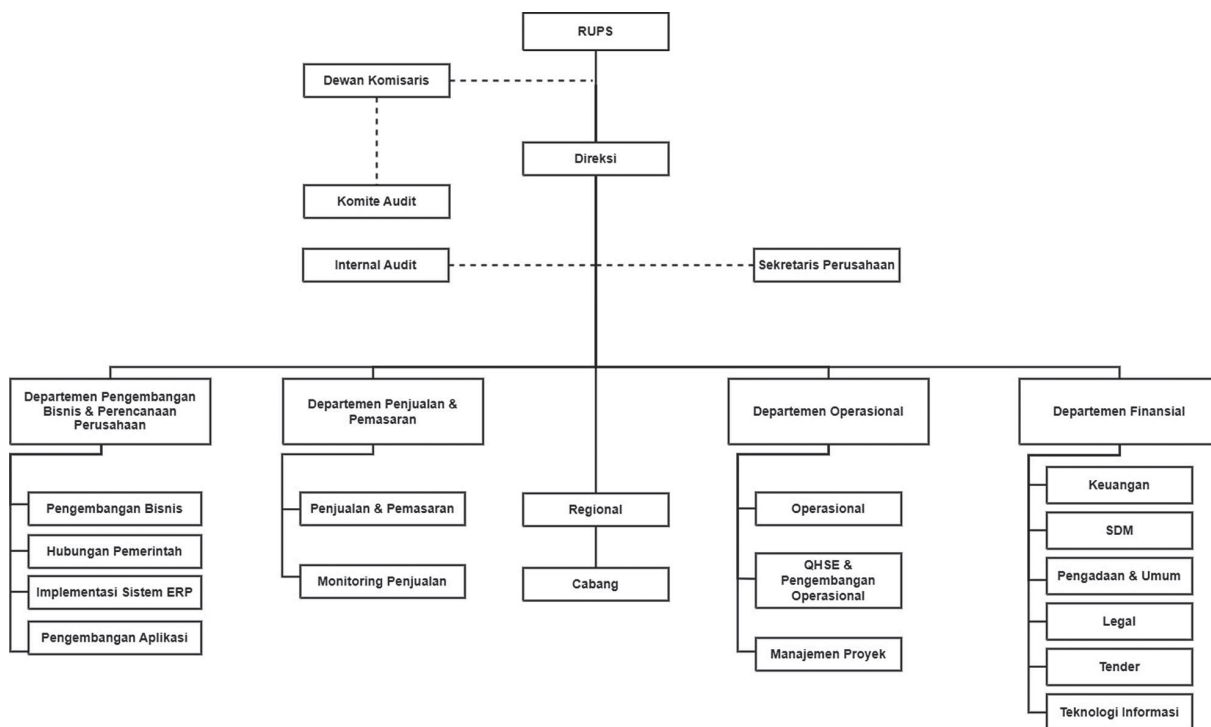 RUPS
Dewan Komisaris
Direksi
Komite Audit
Internal Audit
Sekretaris Perusahaan
Departemen Pengembangan
Bisnis & Perencanaan
Perusahaan
Departemen Penjualan &
Pemasaran
Departemen Operasional
Departemen Finansial
Pengembangan Bisnis
Hubungan Pemerintah
Implementasi Sistem ERP
Pengembangan Aplikasi
Penjualan & Pemasaran
Monitoring Penjualan
Regional
Cabang
Operasional
QHSE &
Pengembangan
Operasional
Manajemen Proyek
Keuangan
SDM
Pengadaan & Umum
Legal
Tender
Teknologi Informasi